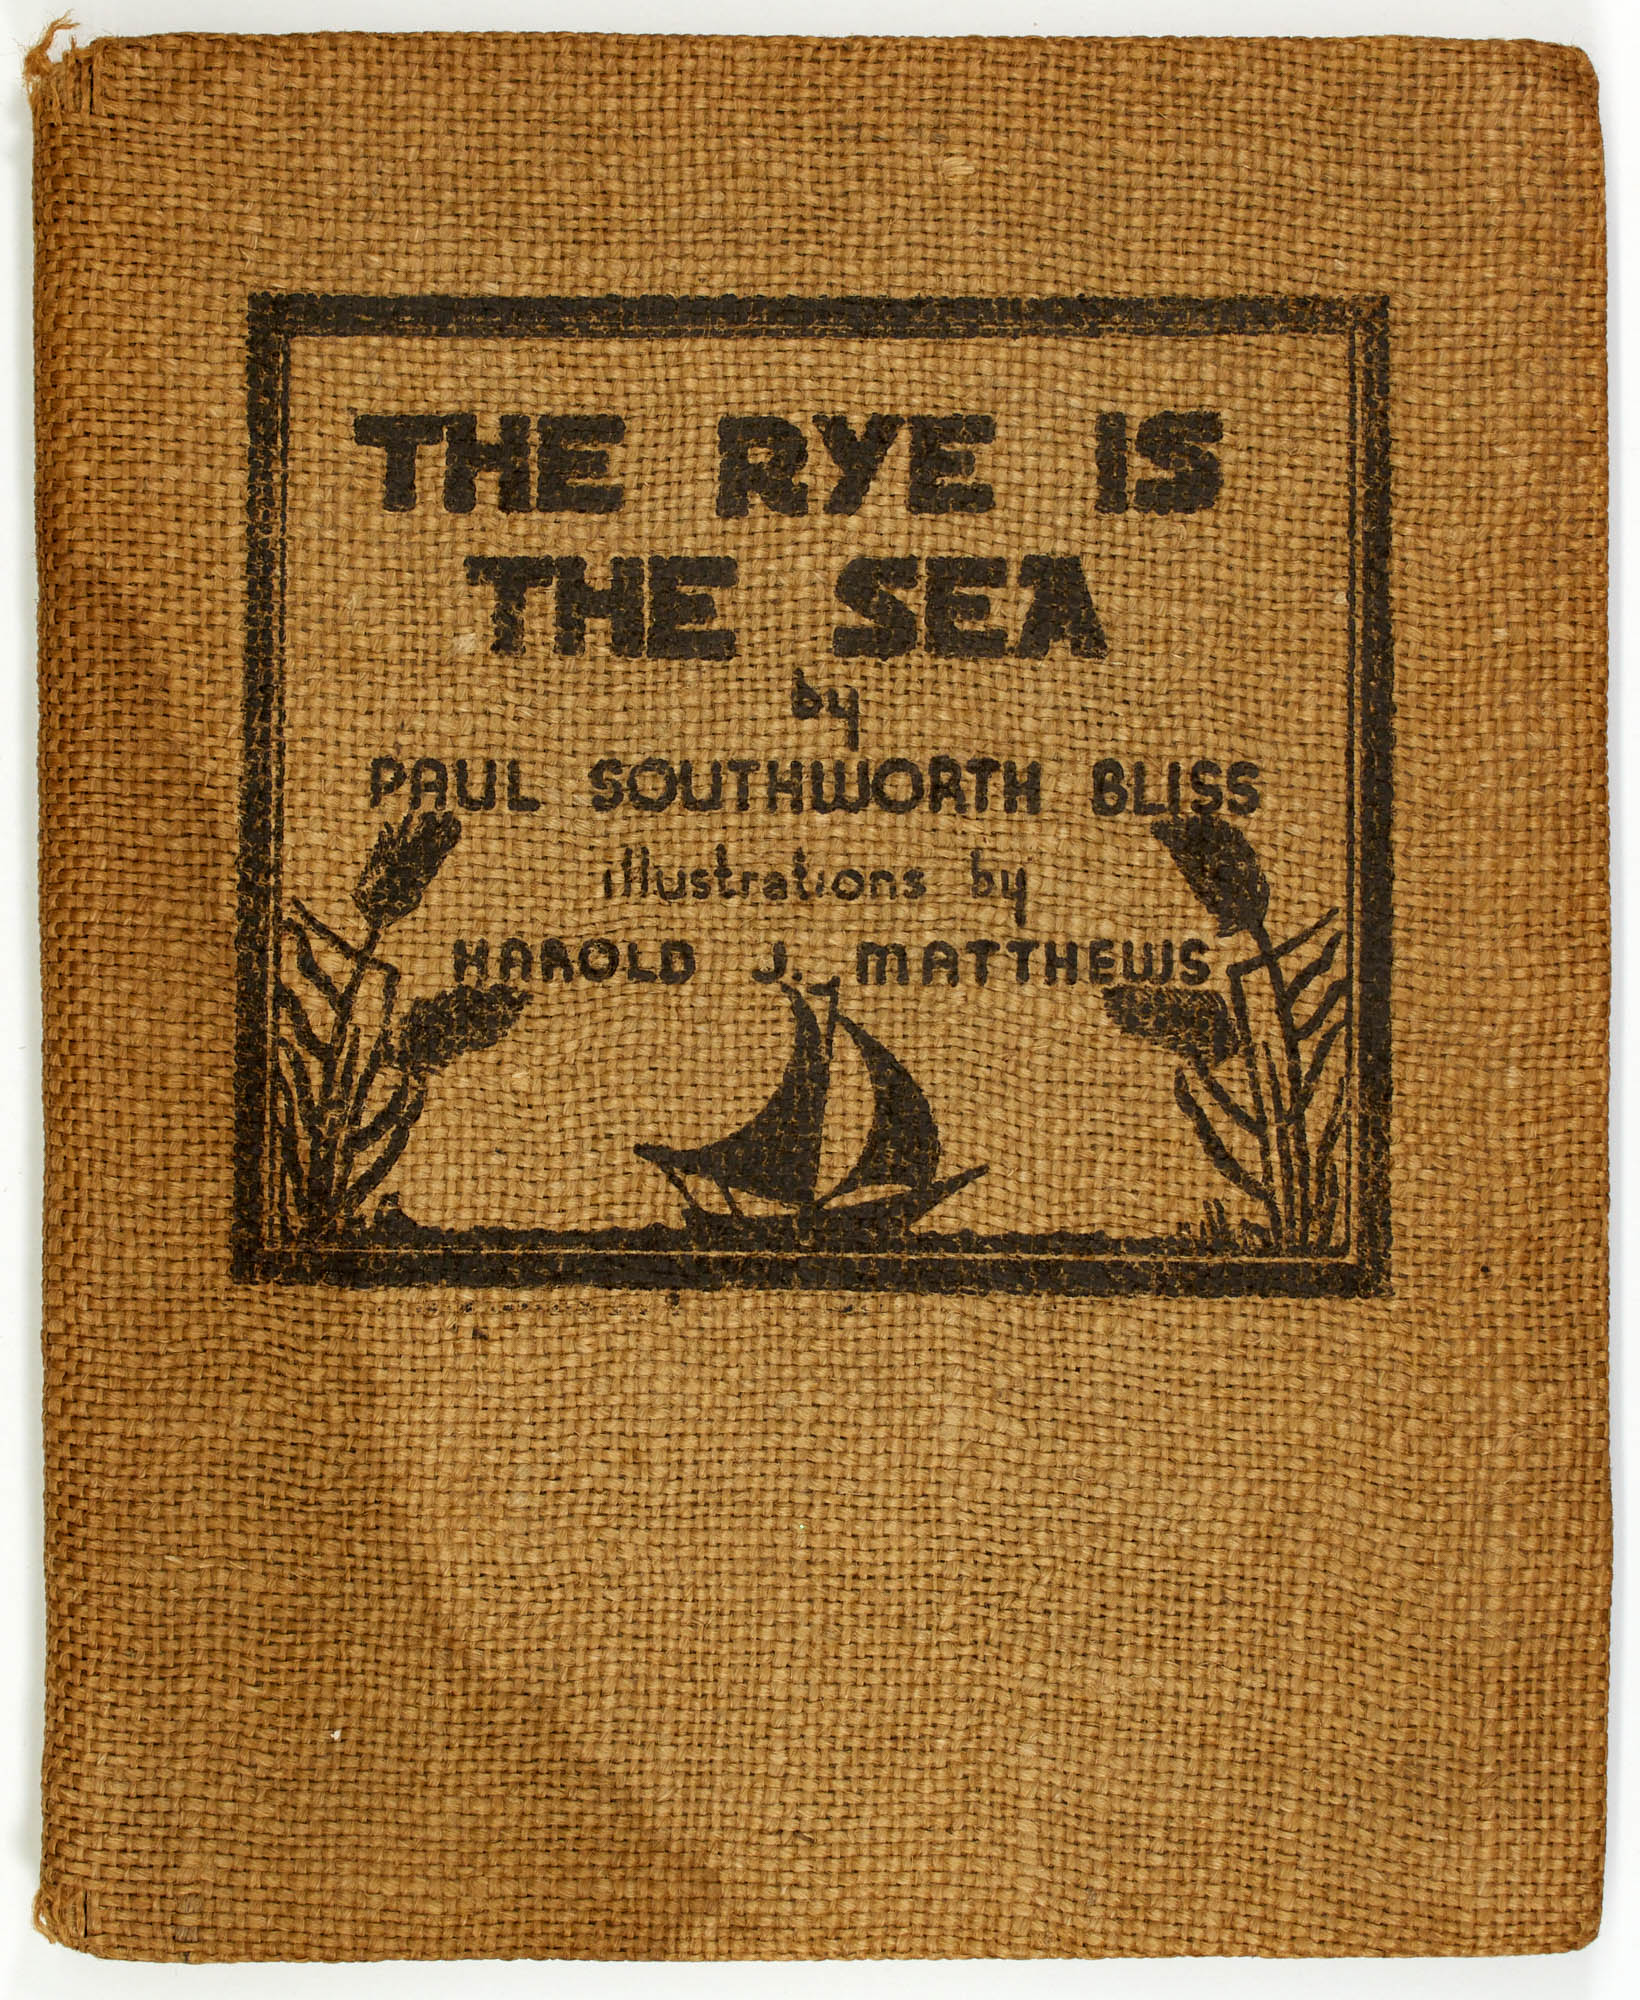 THE RYE IS
THE SEA
by
PAUL SOUTHWORTH BLISS
illustrations by
HAROLD J. MATTHEWS